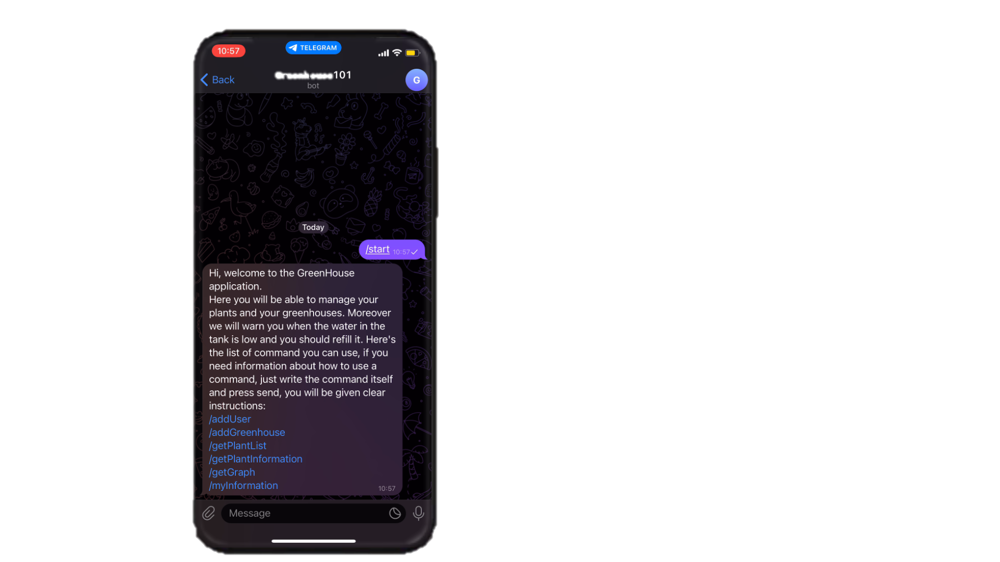 10:57
TELEGRAM
Back
101
bot
G
Today
/start 10:57
Hi, welcome to the GreenHouse
application.
Here you will be able to manage your
plants and your greenhouses. Moreover
we will warn you when the water in the
tank is low and you should refill it. Here's
the list of command you can use, if you
need information about how to use a
command, just write the command itself
and press send, you will be given clear
instructions:
/addUser
/addGreenhouse
/getPlantList
/getPlantInformation
/getGraph
/myInformation
10:57
Message